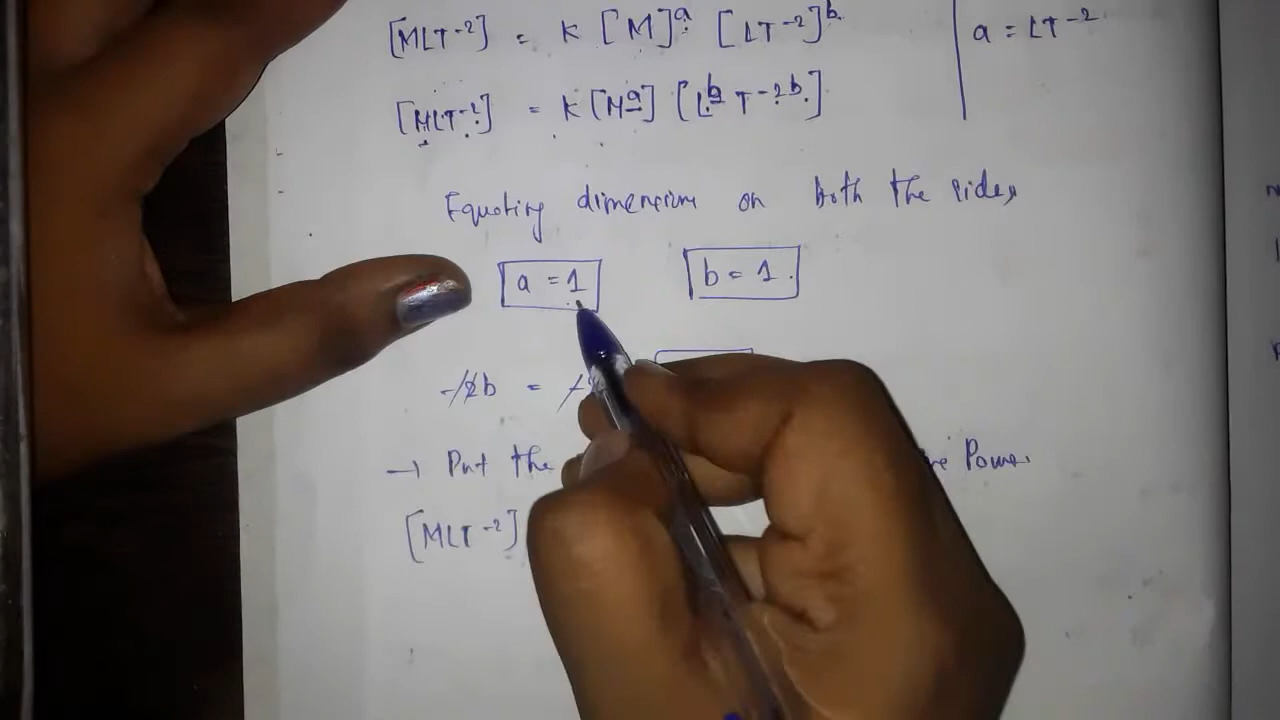 [MLT⁻²] = K [M]ᵃ [LT⁻²]ᵇ
a = LT⁻²
[MLT⁻²] = K [Mᵃ] [Lᵇ T⁻²ᵇ]
Equating dimension on both the sides
a = 1 b = 1.
-2b =
→ Put the Power
[MLT⁻²]